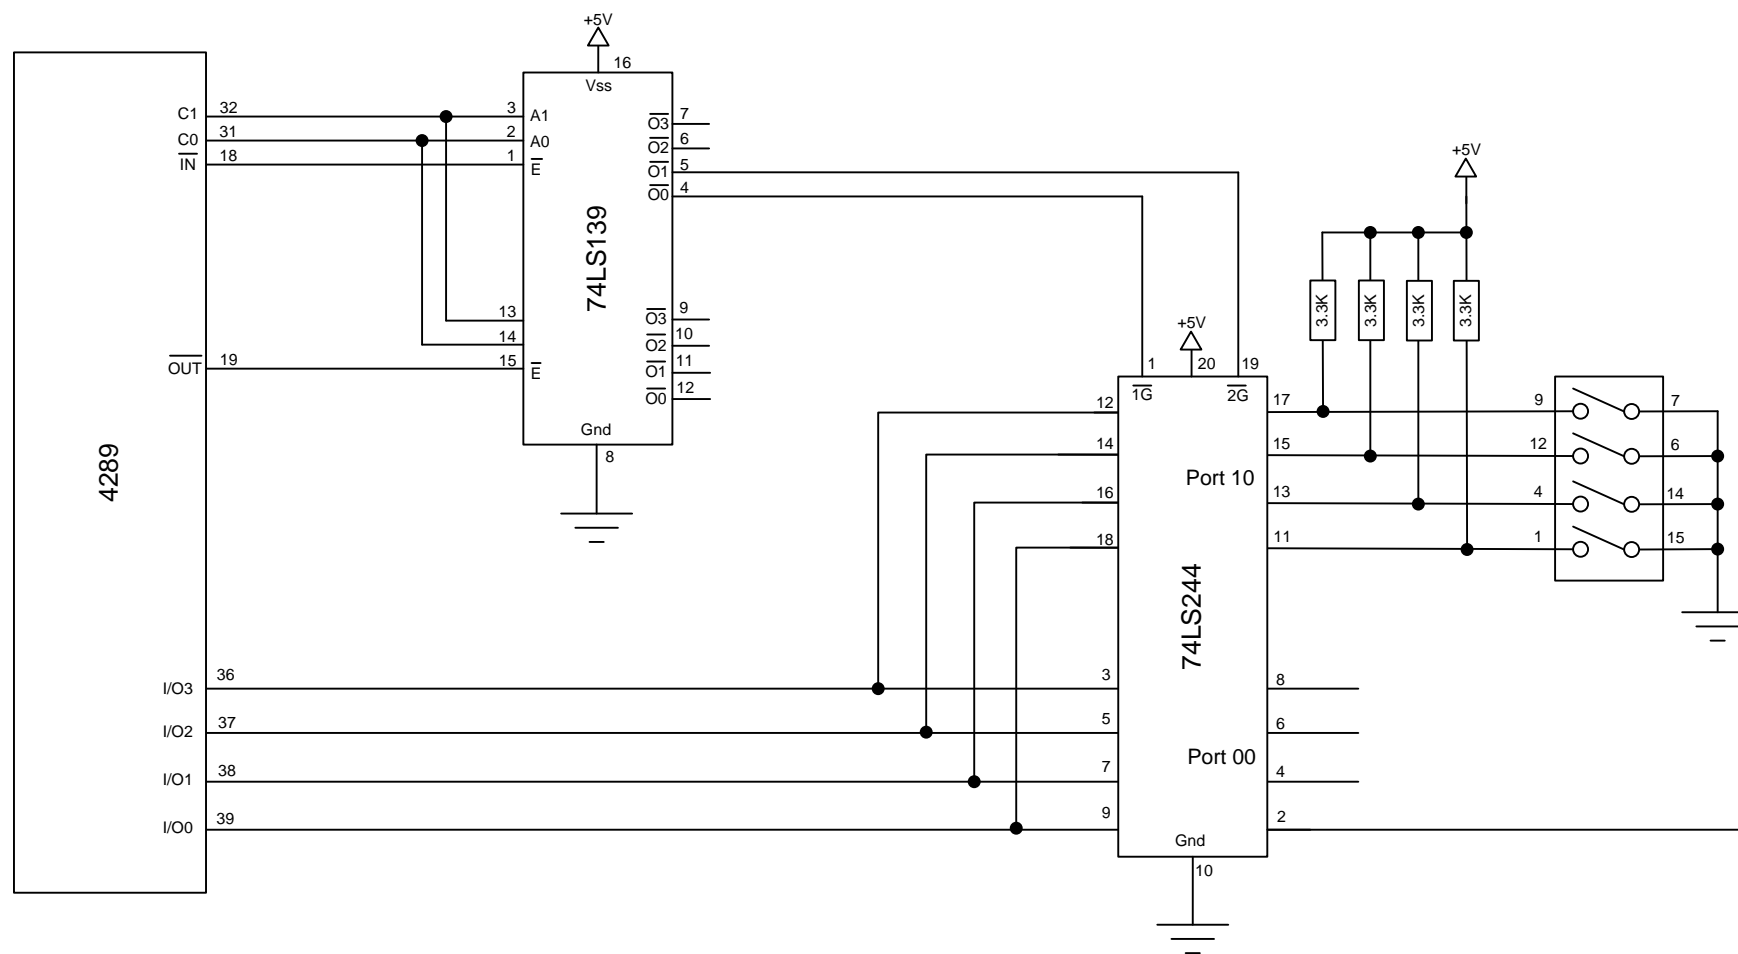 +5V
16
Vss
C1 32 3 A1
C0 31 2 A0
IN 18 1 E
O3 7
O2 6
O1 5
O0 4
74LS139
13
14
OUT 19 15 E
O3 9
O2 10
O1 11
O0 12
Gnd
8
4289
+5V
3.3K 3.3K 3.3K 3.3K
+5V
1 20 19
1G 2G
12 17 9 7
14 15 12 6
Port 10
16 13 4 14
18 11 1 15
74LS244
I/O3 36 3 8
I/O2 37 5 6
Port 00
I/O1 38 7 4
I/O0 39 9 2
Gnd
10